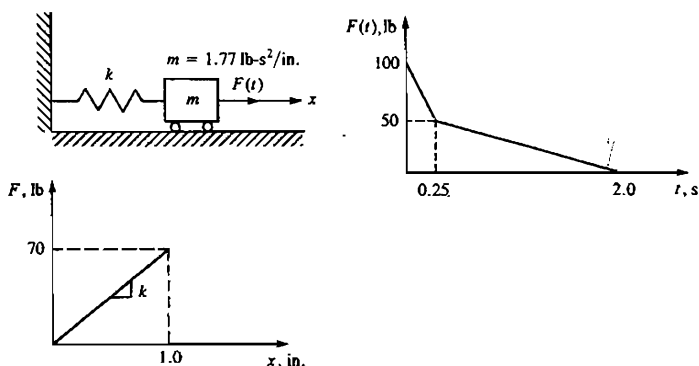 m = 1.77 lb-s²/in.
k
F(t)
m
x
F(t), lb
100
50
0.25
2.0
t, s
F, lb
70
k
1.0
x, in.